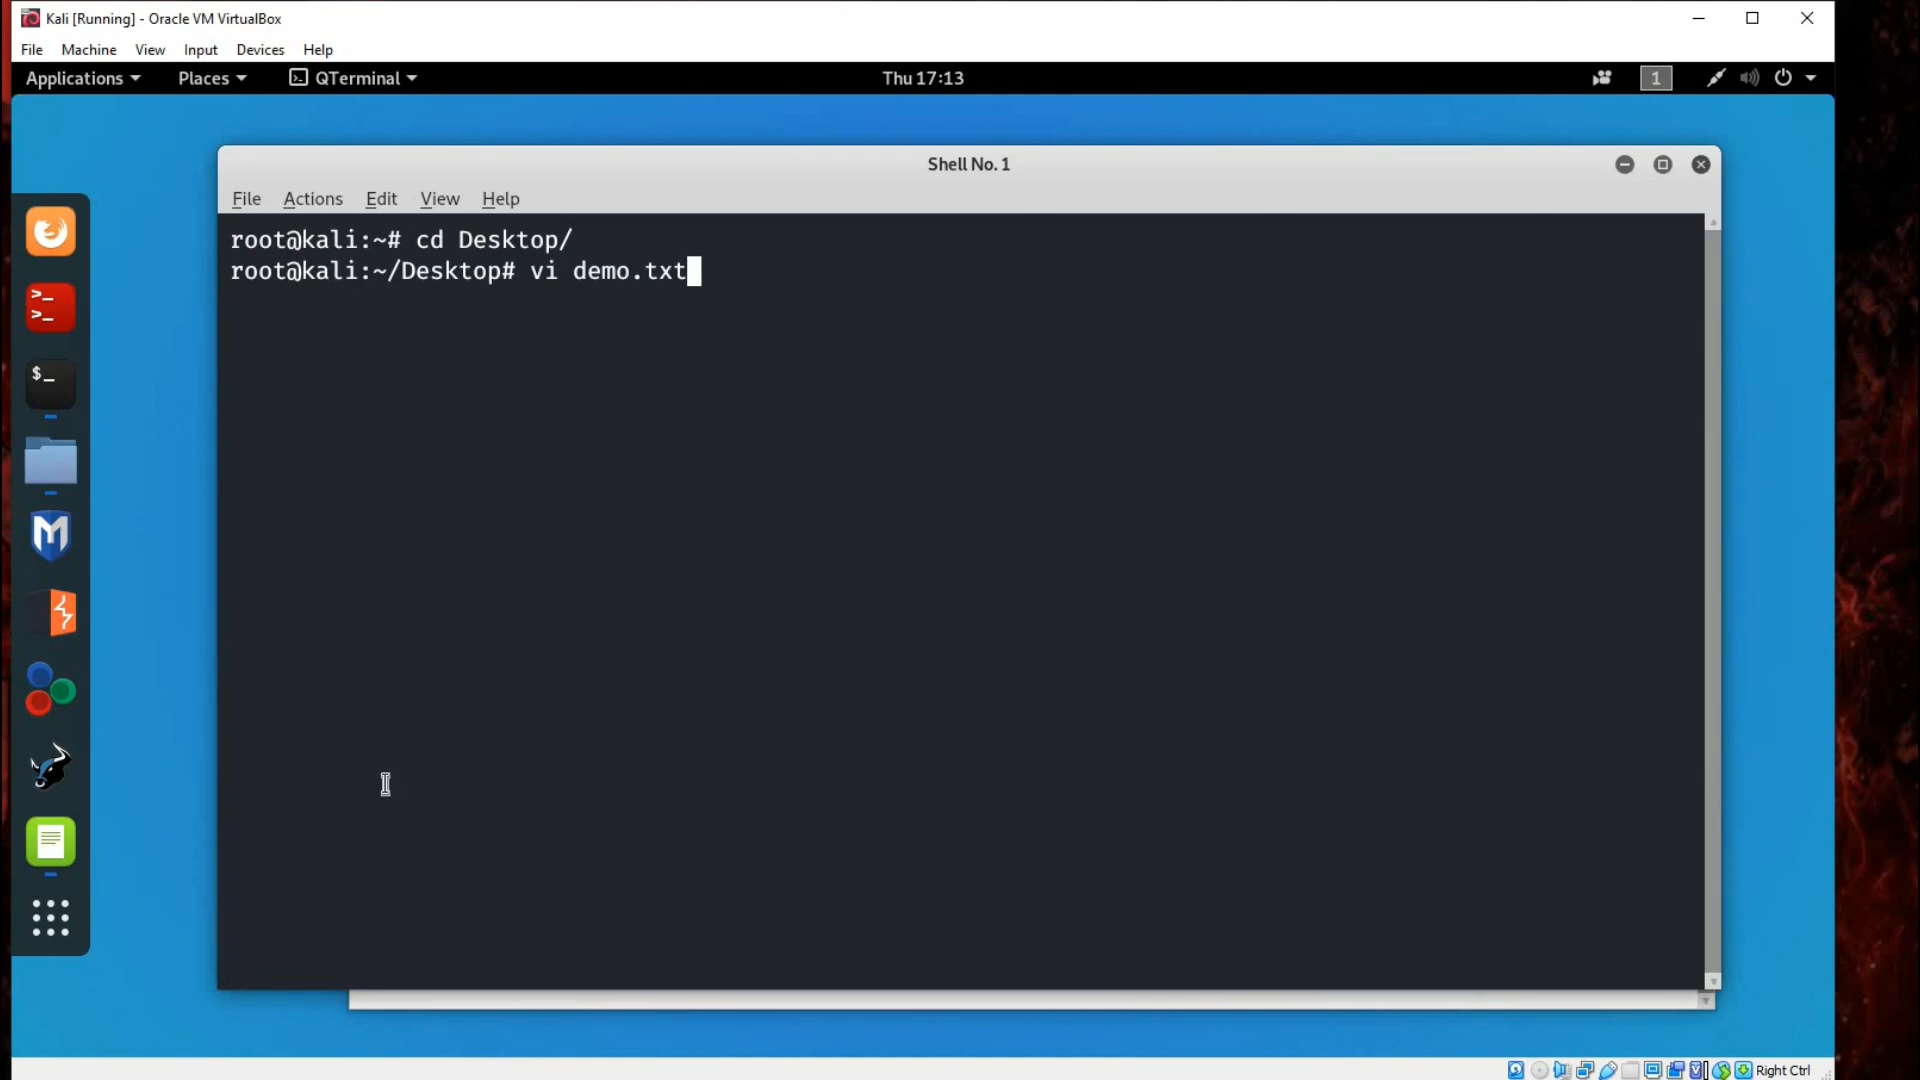 Kali [Running] - Oracle VM VirtualBox
File Machine View Input Devices Help
Applications Places QTerminal Thu 17:13 1
Shell No. 1
File Actions Edit View Help
root@kali:~# cd Desktop/
root@kali:~/Desktop# vi demo.txt
>_
>_
$_
Right Ctrl